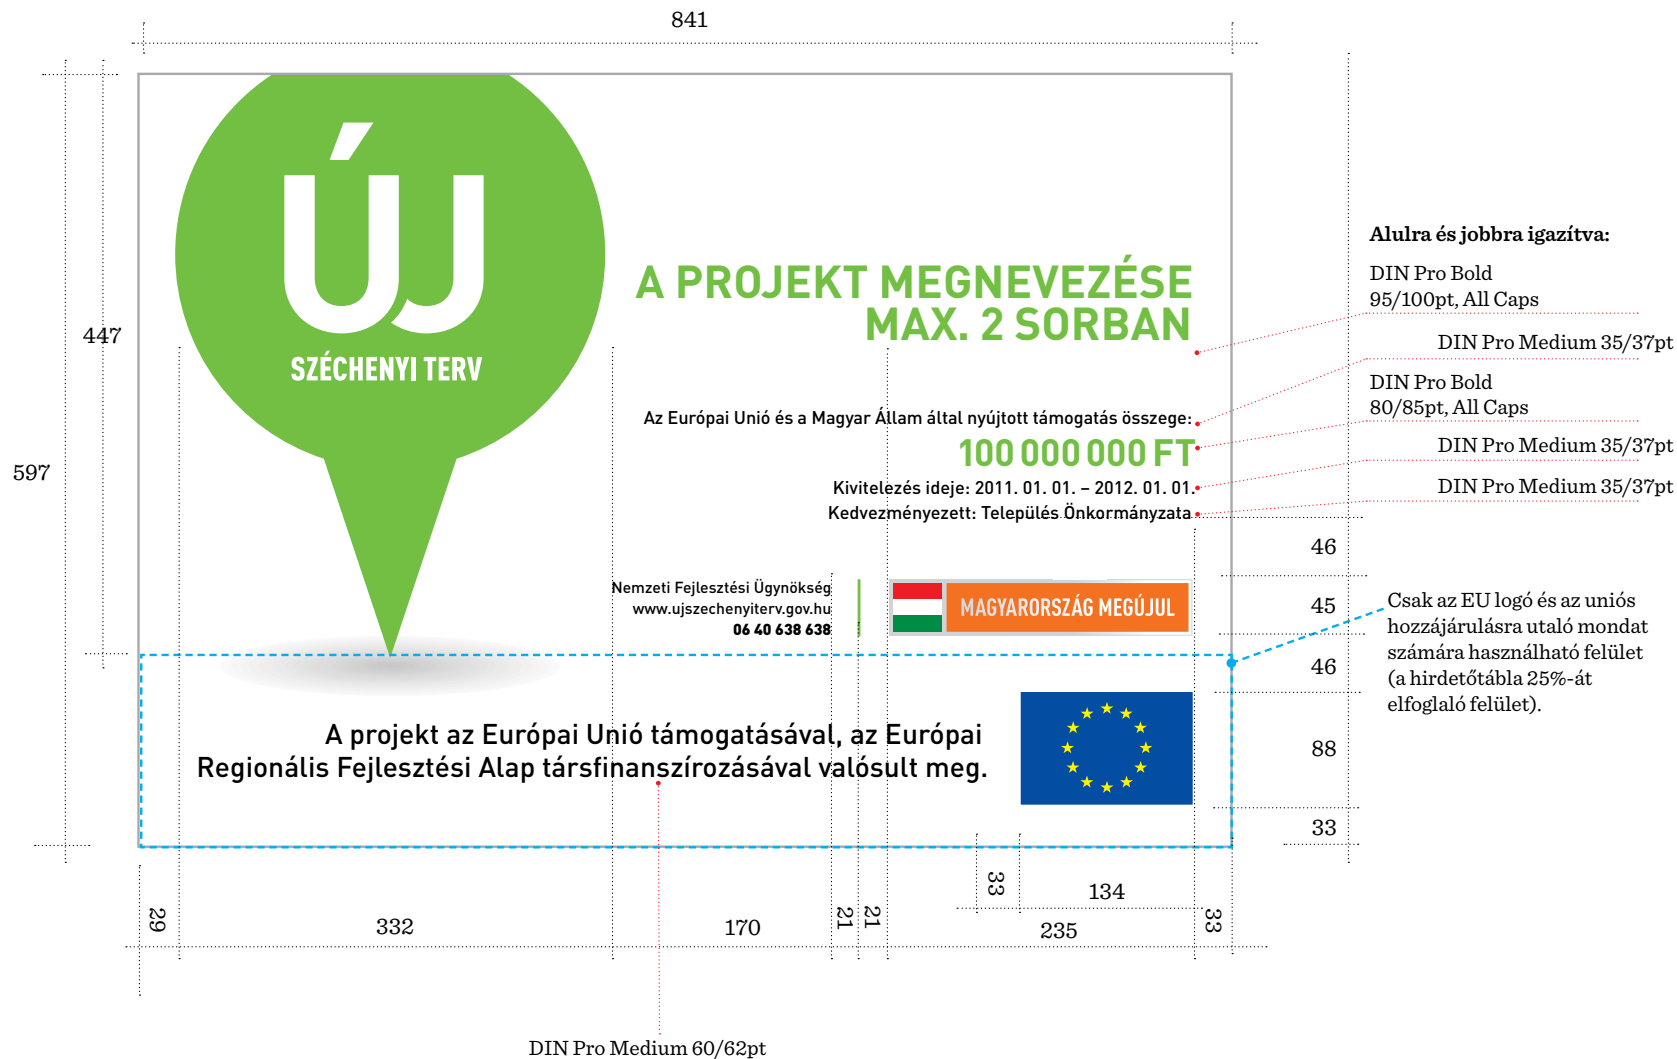 841
ÚJ
SZÉCHENYI TERV
A PROJEKT MEGNEVEZÉSE
MAX. 2 SORBAN
Az Európai Unió és a Magyar Állam által nyújtott támogatás összege:
100 000 000 FT
Kivitelezés ideje: 2011. 01. 01. – 2012. 01. 01.
Kedvezményezett: Település Önkormányzata
Nemzeti Fejlesztési Ügynökség
www.ujszechenyiterv.gov.hu
06 40 638 638
MAGYARORSZÁG MEGÚJUL
A projekt az Európai Unió támogatásával, az Európai
Regionális Fejlesztési Alap társfinanszírozásával valósult meg.
447
597
Alulra és jobbra igazítva:
DIN Pro Bold
95/100pt, All Caps
DIN Pro Medium 35/37pt
DIN Pro Bold
80/85pt, All Caps
DIN Pro Medium 35/37pt
DIN Pro Medium 35/37pt
46
45
46
88
33
Csak az EU logó és az uniós
hozzájárulásra utaló mondat
számára használható felület
(a hirdetőtábla 25%-át
elfoglaló felület).
33
134
29
332
170
21
21
235
33
DIN Pro Medium 60/62pt